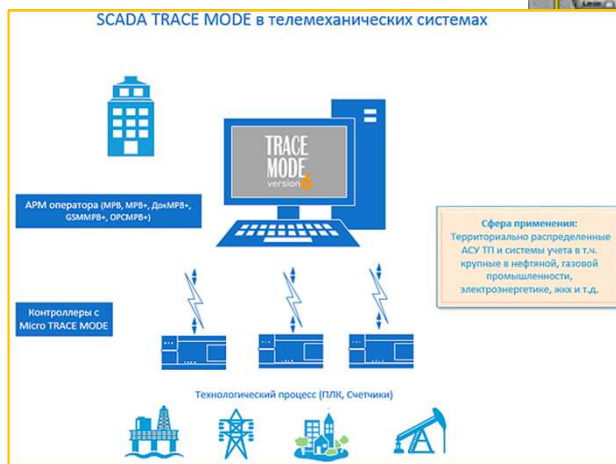 SCADA TRACE MODE в телемеханических системах
TRACE
MODE
version 6
АРМ оператора (МРВ, МРВ+, ДокМРВ+,
GSMМРВ+, OPCМРВ+)
Сфера применения:
Территориально распределенные
АСУ ТП и системы учета в т.ч.
крупные в нефтяной, газовой
промышленности,
электроэнергетике, жкх и т.д.
Контроллеры с
Micro TRACE MODE
Технологический процесс (ПЛК, Счетчики)